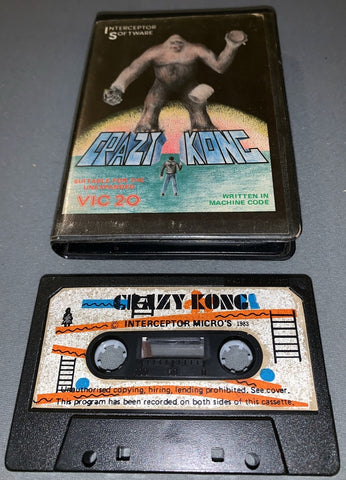 INTERCEPTOR
SOFTWARE
CRAZY KONG
SUITABLE FOR THE
UNEXPANDED
VIC 20
WRITTEN IN
MACHINE CODE
CRAZY KONG
© INTERCEPTOR MICRO'S 1983
Unauthorised copying, hiring, lending prohibited. See cover.
This program has been recorded on both sides of this cassette.